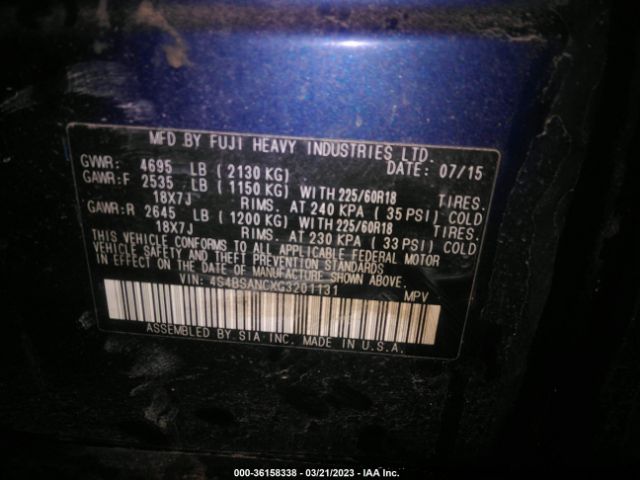 MFD BY FUJI HEAVY INDUSTRIES LTD.
GVWR: 4695 LB (2130 KG) DATE: 07/15
GAWR:F 2535 LB (1150 KG) WITH 225/60R18 TIRES.
18X7J RIMS. AT 240 KPA (35 PSI) COLD
GAWR:R 2645 LB (1200 KG) WITH 225/60R18 TIRES.
18X7J RIMS. AT 230 KPA (33 PSI) COLD
THIS VEHICLE CONFORMS TO ALL APPLICABLE FEDERAL MOTOR
VEHICLE SAFETY AND THEFT PREVENTION STANDARDS
IN EFFECT ON THE DATE OF MANUFACTURE SHOWN ABOVE.
VIN: 4S4BSANCXG3201131 MPV
ASSEMBLED BY SIA INC. MADE IN U.S.A.
000-36158338 - 03/21/2023 - IAA Inc.